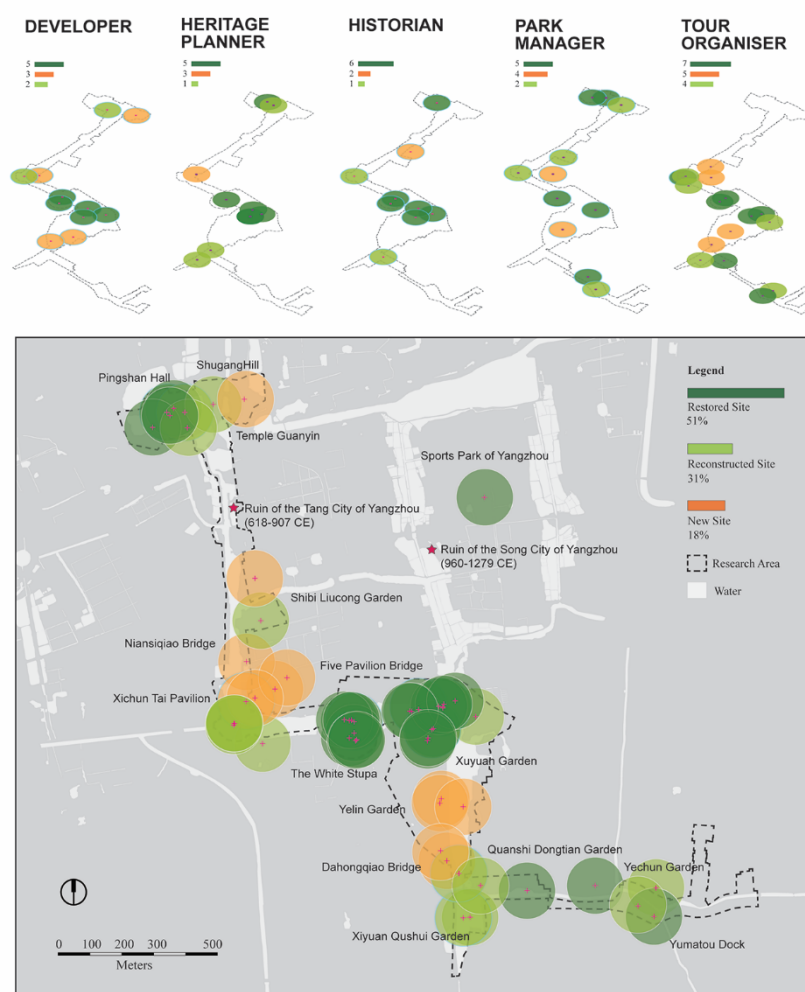 DEVELOPER
5
3
2
HERITAGE
PLANNER
5
3
1
HISTORIAN
6
2
1
PARK
MANAGER
5
4
2
TOUR
ORGANISER
7
5
4
ShugangHill
Pingshan Hall
Temple Guanyin
Sports Park of Yangzhou
Ruin of the Tang City of Yangzhou
(618-907 CE)
Ruin of the Song City of Yangzhou
(960-1279 CE)
Shibi Liucong Garden
Niansiqiao Bridge
Five Pavilion Bridge
Xichun Tai Pavilion
The White Stupa
Xuyuan Garden
Yelin Garden
Dahongqiao Bridge
Quanshi Dongtian Garden
Yechun Garden
Xiyuan Qushui Garden
Yumatou Dock
0 100 200 300 400 500
Meters
Legend
Restored Site
51%
Reconstructed Site
31%
New Site
18%
Research Area
Water